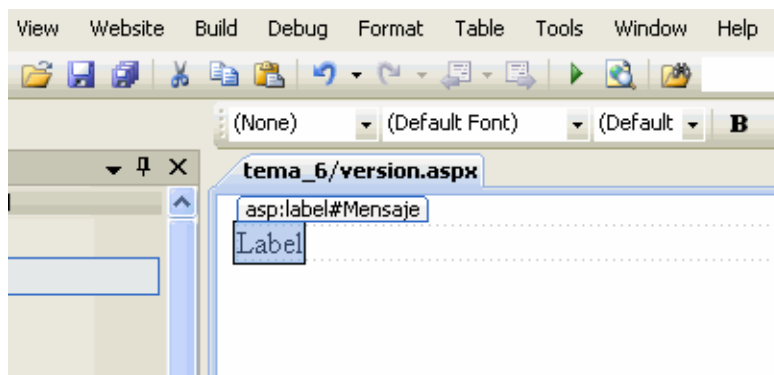 View Website Build Debug Format Table Tools Window Help
(None) (Default Font) (Default B
tema_6/version.aspx
asp:label#Mensaje
Label